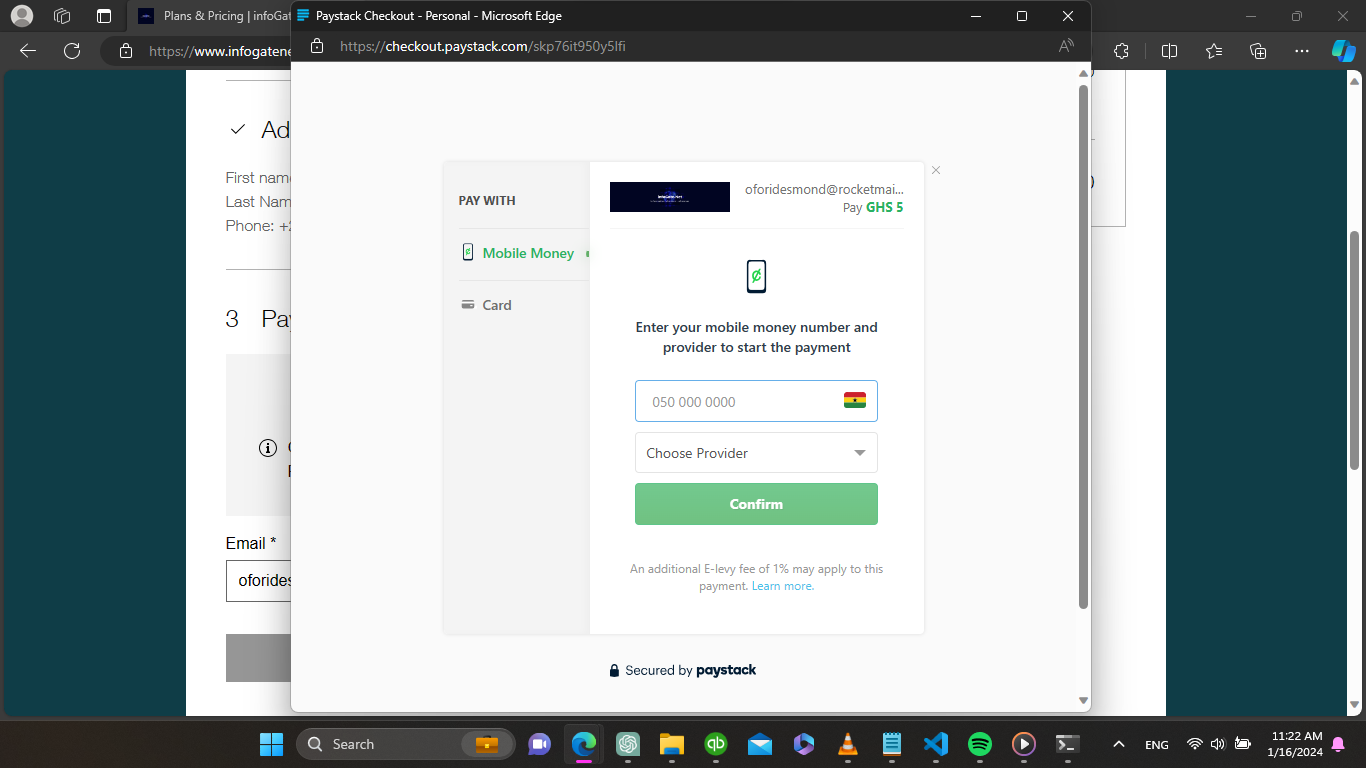 Plans & Pricing | infoGat
Paystack Checkout - Personal - Microsoft Edge
https://www.infogatene
https://checkout.paystack.com/skp76it950y5lfi
Ad
First name
Last Nam
Phone: +2
3 Pay
Email *
oforides
PAY WITH
Mobile Money
Card
oforidesmond@rocketmai...
Pay GHS 5
Enter your mobile money number and
provider to start the payment
050 000 0000
Choose Provider
Confirm
An additional E-levy fee of 1% may apply to this
payment. Learn more.
Secured by paystack
Search
ENG
11:22 AM
1/16/2024